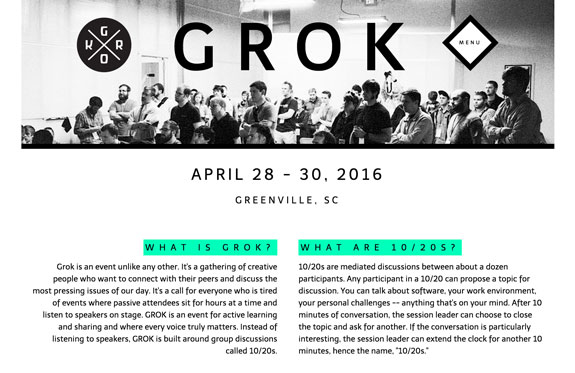 G
K R
O
GROK
MENU
APRIL 28 - 30, 2016
GREENVILLE, SC
WHAT IS GROK?
Grok is an event unlike any other. It's a gathering of creative
people who want to connect with their peers and discuss the
most pressing issues of our day. It's a call for everyone who is tired
of events where passive attendees sit for hours at a time and
listen to speakers on stage. GROK is an event for active learning
and sharing and where every voice truly matters. Instead of
listening to speakers, GROK is built around group discussions
called 10/20s.
WHAT ARE 10/20S?
10/20s are mediated discussions between about a dozen
participants. Any participant in a 10/20 can propose a topic for
discussion. You can talk about software, your work environment,
your personal challenges -- anything that's on your mind. After 10
minutes of conversation, the session leader can choose to close
the topic and ask for another. If the conversation is particularly
interesting, the session leader can extend the clock for another 10
minutes, hence the name, "10/20s."